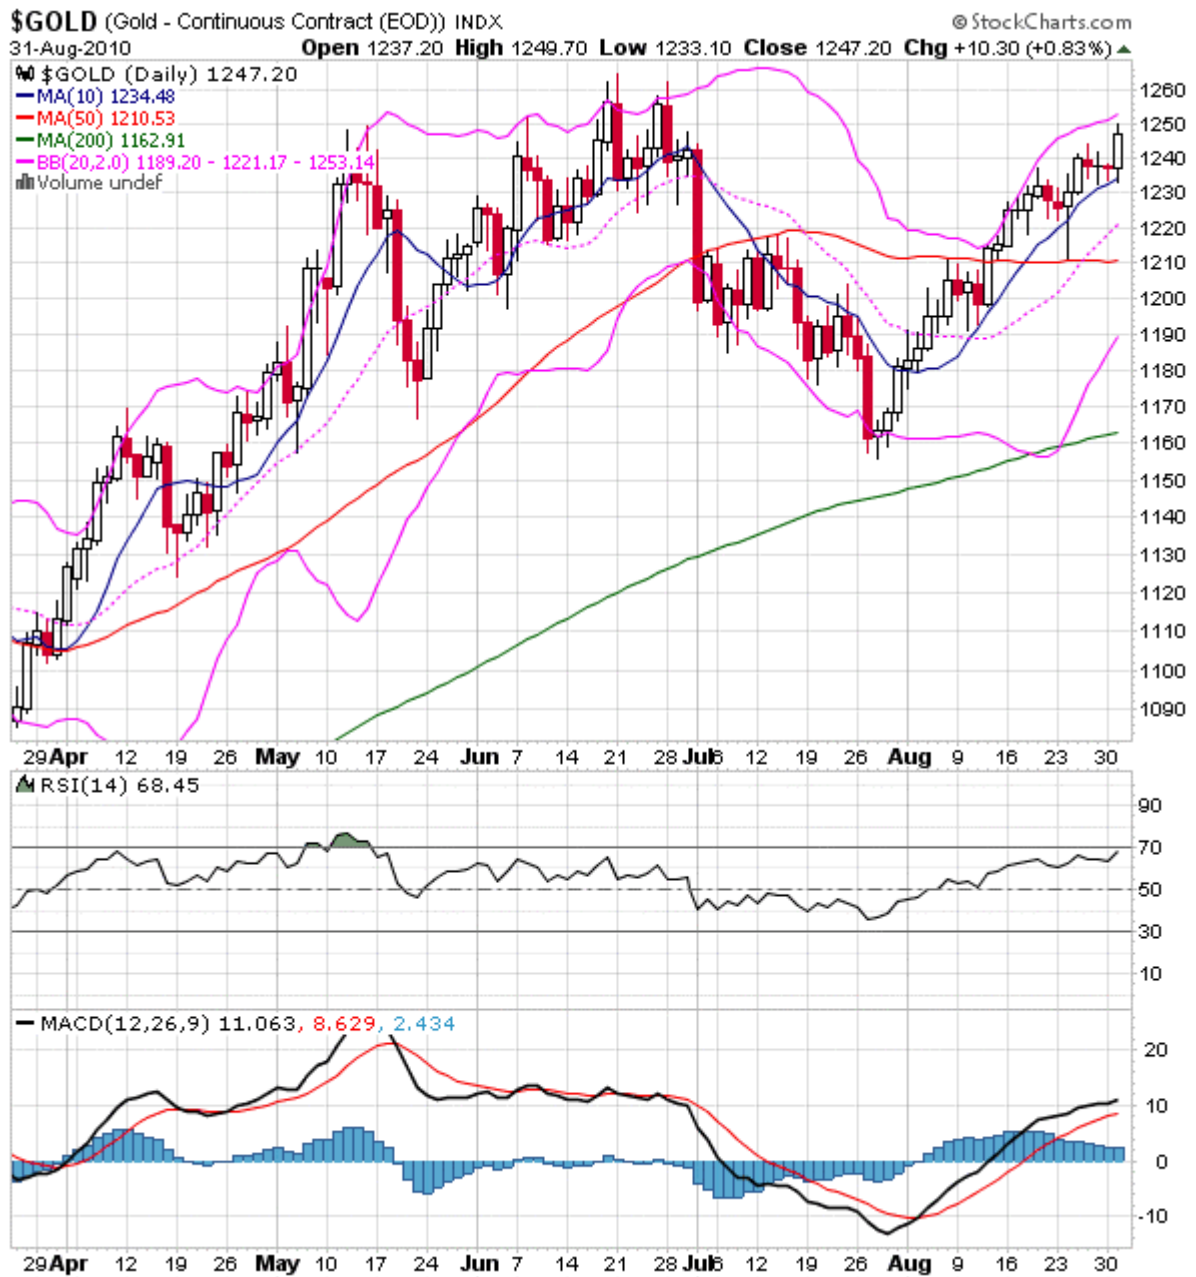 $GOLD (Gold - Continuous Contract (EOD)) INDX © StockCharts.com
31-Aug-2010 Open 1237.20 High 1249.70 Low 1233.10 Close 1247.20 Chg +10.30 (+0.83%)
$GOLD (Daily) 1247.20
MA(10) 1234.48
MA(50) 1210.53
MA(200) 1162.91
BB(20,2.0) 1189.20 - 1221.17 - 1253.14
Volume undef
1260
1250
1240
1230
1220
1210
1200
1190
1180
1170
1160
1150
1140
1130
1120
1110
1100
1090
29 Apr 12 19 26 May 10 17 24 Jun 7 14 21 28 Jul 6 12 19 26 Aug 9 16 23 30
RSI(14) 68.45
90
70
50
30
10
MACD(12,26,9) 11.063, 8.629, 2.434
20
10
0
-10
29 Apr 12 19 26 May 10 17 24 Jun 7 14 21 28 Jul 6 12 19 26 Aug 9 16 23 30